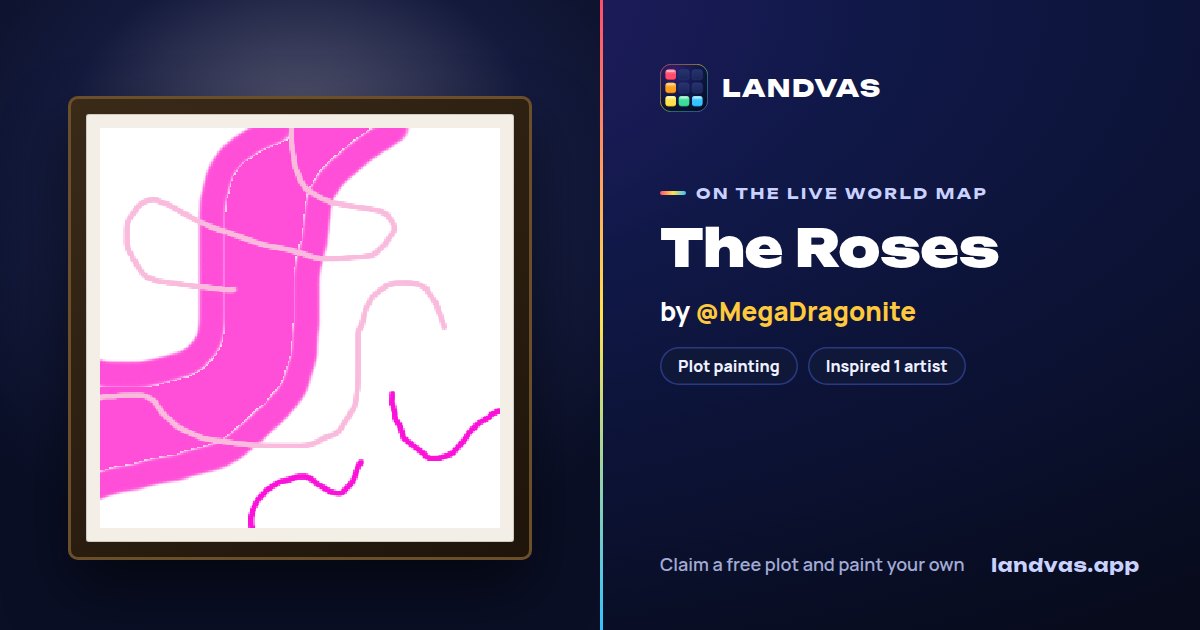 LANDVAS
ON THE LIVE WORLD MAP
The Roses
by @MegaDragonite
Plot painting
Inspired 1 artist
Claim a free plot and paint your own
landvas.app